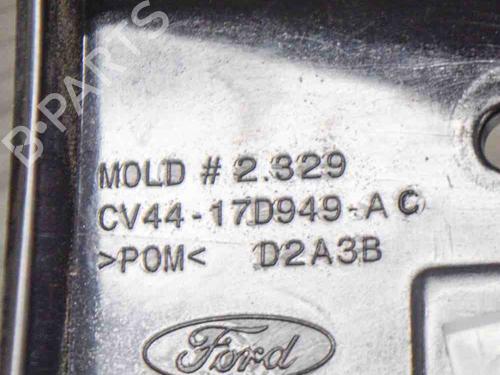 B-PARTS
MOLD # 2.329
CV44-17D949-AC
>POM< D2A3B
Ford